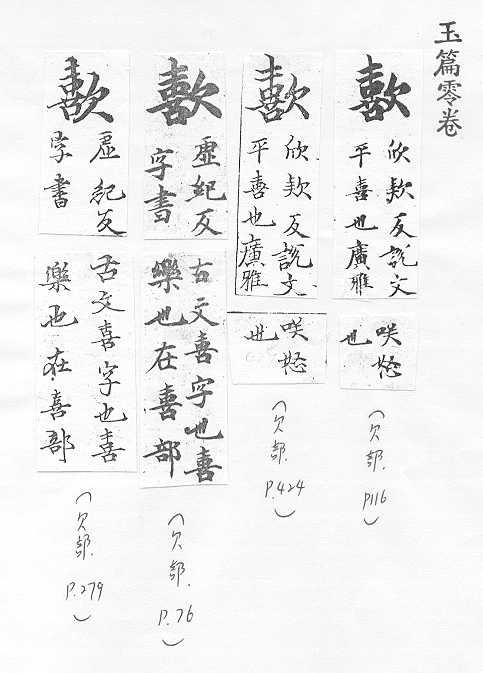 玉篇零卷
歖
欣欵反說文
平喜也廣雅
咲
也
(欠部. P116)
歖
欣欵反說文
平喜也廣雅
咲
也
(欠部. P.424)
歖
虛紀反
字書
古文喜字也喜
樂也在喜部
(欠部. P.76)
歖
虛紀反
字書
古文喜字也喜
樂也在喜部
(欠部. P.279)